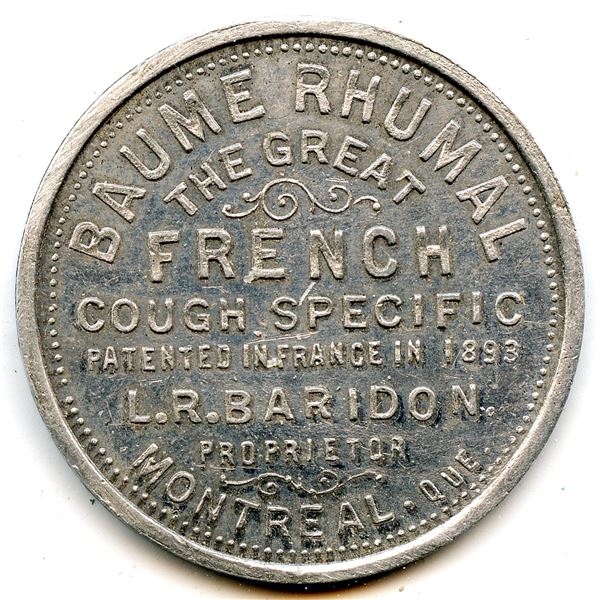 BAUME RHUMAL
THE GREAT
FRENCH
COUGH SPECIFIC
PATENTED IN FRANCE IN 1893
L.R. BARIDON.
PROPRIETOR
MONTREAL. QUE.